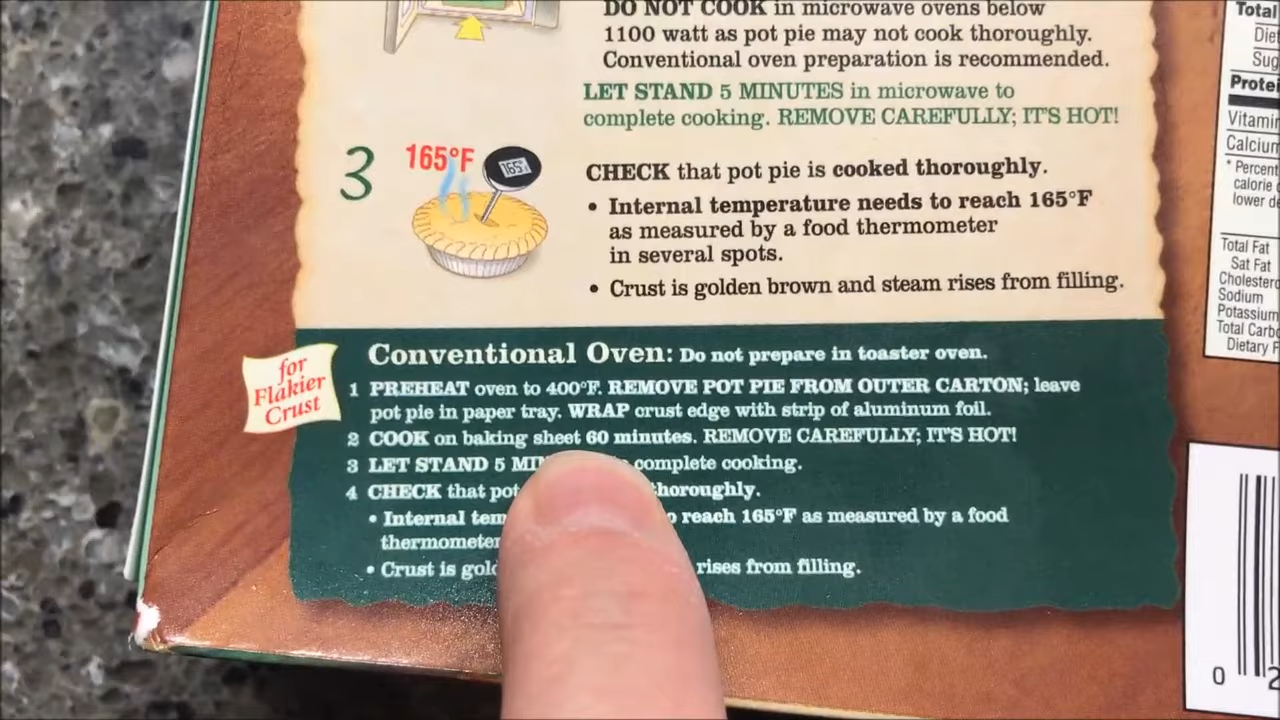 DO NOT COOK in microwave ovens below
1100 watt as pot pie may not cook thoroughly.
Conventional oven preparation is recommended.
LET STAND 5 MINUTES in microwave to
complete cooking. REMOVE CAREFULLY; IT'S HOT!
3
165°F
165°
CHECK that pot pie is cooked thoroughly.
• Internal temperature needs to reach 165°F
as measured by a food thermometer
in several spots.
• Crust is golden brown and steam rises from filling.
for
Flakier
Crust
Conventional Oven: Do not prepare in toaster oven.
1 PREHEAT oven to 400°F. REMOVE POT PIE FROM OUTER CARTON; leave
pot pie in paper tray. WRAP crust edge with strip of aluminum foil.
2 COOK on baking sheet 60 minutes. REMOVE CAREFULLY; IT'S HOT!
3 LET STAND 5 MIN complete cooking.
4 CHECK that pot thoroughly.
• Internal tem to reach 165°F as measured by a food
thermometer
• Crust is gold rises from filling.
Total
Diet
Sug
Protei
Vitamin
Calcium
* Percent
calorie
lower de
Total Fat
Sat Fat
Cholestero
Sodium
Potassium
Total Carb
Dietary F
0 2